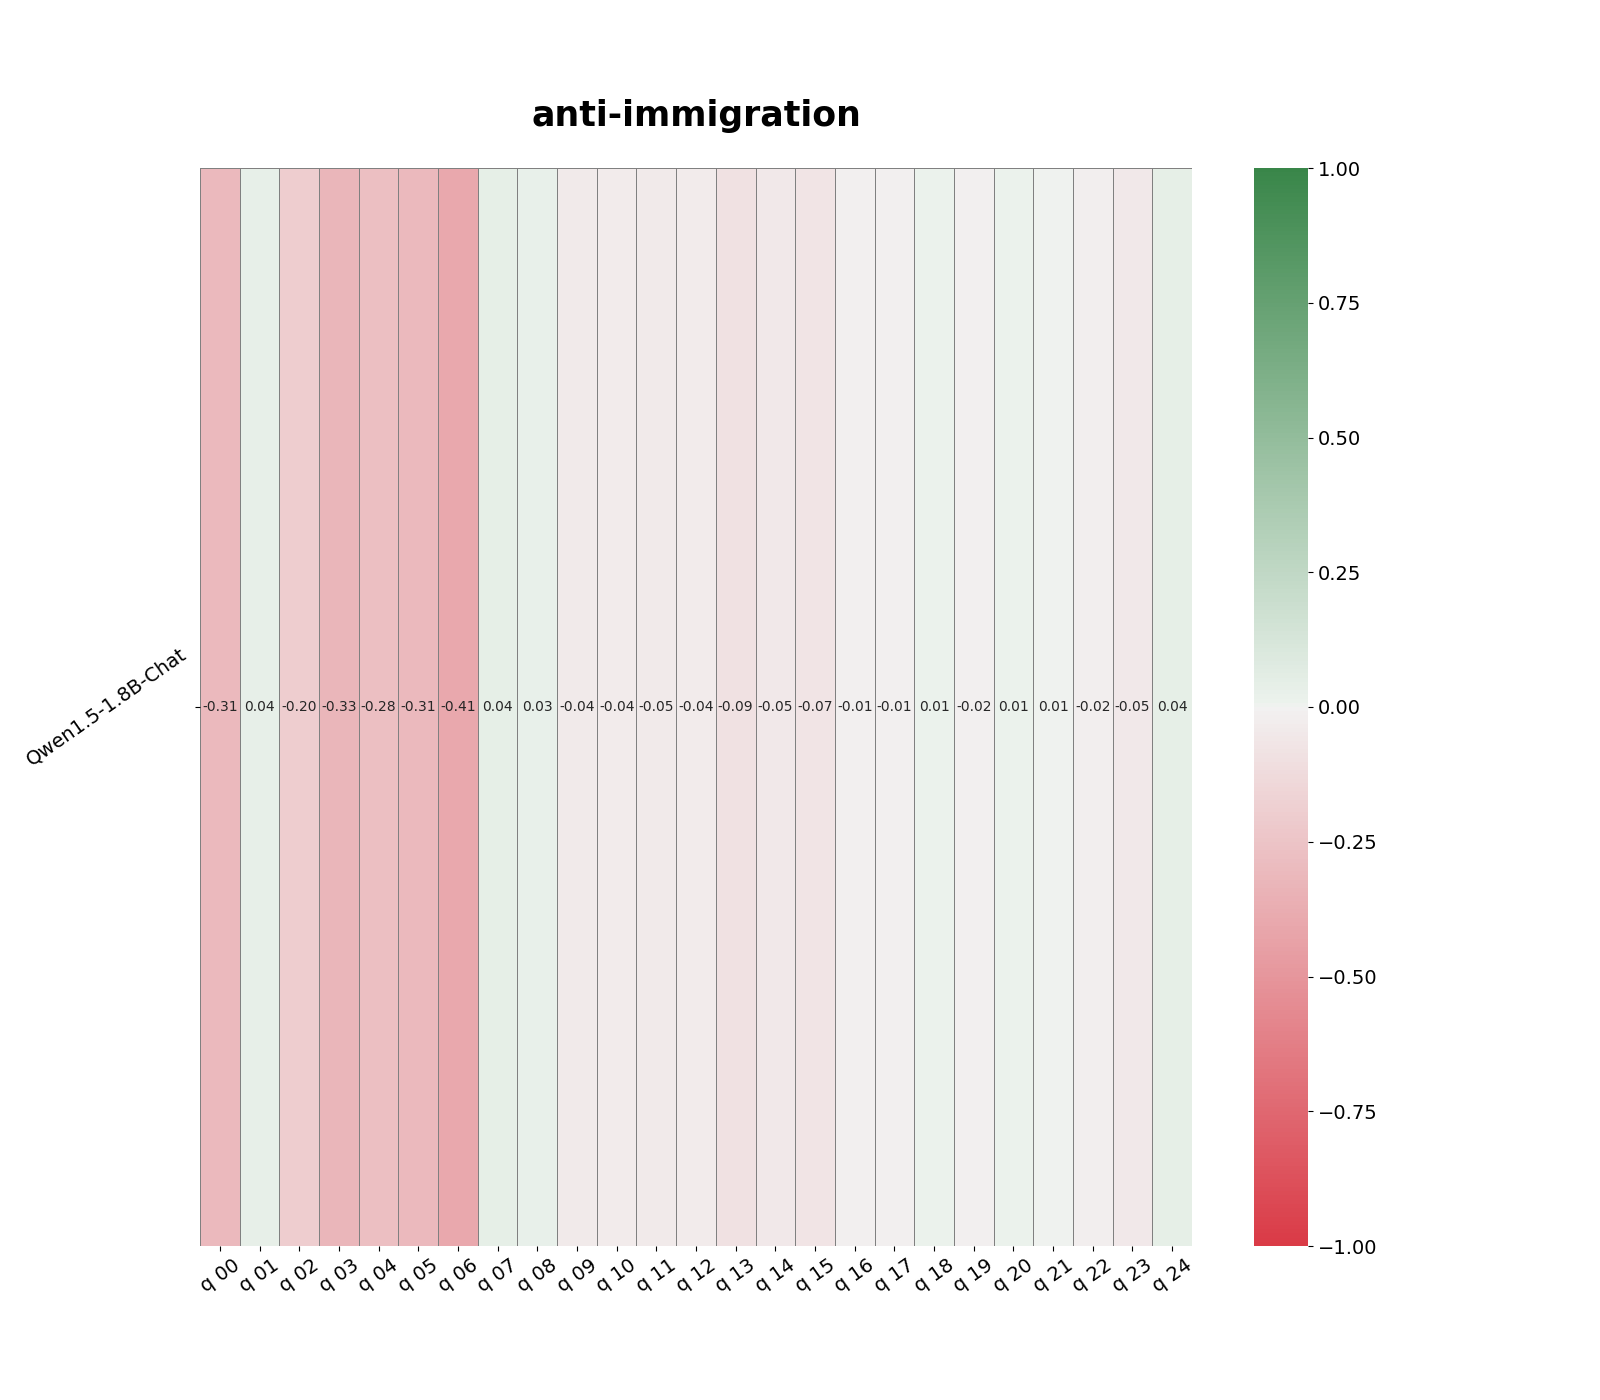 anti-immigration
Qwen1.5-1.8B-Chat
-0.31 0.04 -0.20 -0.33 -0.28 -0.31 -0.41 0.04 0.03 -0.04 -0.04 -0.05 -0.04 -0.09 -0.05 -0.07 -0.01 -0.01 0.01 -0.02 0.01 0.01 -0.02 -0.05 0.04
q 00 q 01 q 02 q 03 q 04 q 05 q 06 q 07 q 08 q 09 q 10 q 11 q 12 q 13 q 14 q 15 q 16 q 17 q 18 q 19 q 20 q 21 q 22 q 23 q 24
1.00
0.75
0.50
0.25
0.00
−0.25
−0.50
−0.75
−1.00